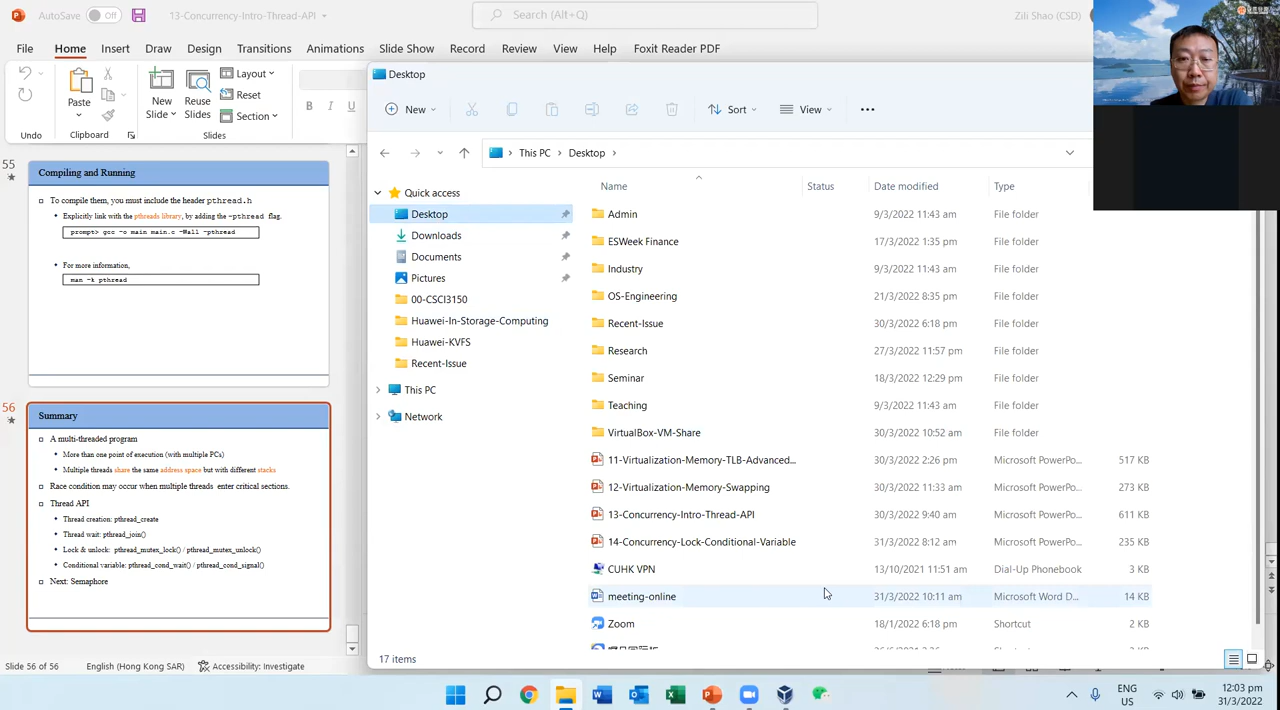 AutoSave Off 13-Concurrency-Intro-Thread-API Search (Alt+Q) Zili Shao (CSD)
File Home Insert Draw Design Transitions Animations Slide Show Record Review View Help Foxit Reader PDF
Paste
New Slide
Reuse Slides
Layout
Reset
Section
B I U
Undo Clipboard Slides
55
Compiling and Running
To compile them, you must include the header pthread.h
Explicitly link with the pthreads library, by adding the -pthread flag.
prompt> gcc -o main main.c -Wall -pthread
For more information,
man -k pthread
56
Summary
A multi-threaded program
More than one point of execution (with multiple PCs)
Multiple threads share the same address space but with different stacks
Race condition may occur when multiple threads enter critical sections.
Thread API
Thread creation: pthread_create
Thread wait: pthread_join()
Lock & unlock: pthread_mutex_lock() / pthread_mutex_unlock()
Conditional variable: pthread_cond_wait() / pthread_cond_signal()
Next: Semaphore
Slide 56 of 56 English (Hong Kong SAR) Accessibility: Investigate
Desktop
New Sort View
This PC > Desktop >
Quick access
Desktop
Downloads
Documents
Pictures
00-CSCI3150
Huawei-In-Storage-Computing
Huawei-KVFS
Recent-Issue
This PC
Network
Name Status Date modified Type
Admin 9/3/2022 11:43 am File folder
ESWeek Finance 17/3/2022 1:35 pm File folder
Industry 9/3/2022 11:43 am File folder
OS-Engineering 21/3/2022 8:35 pm File folder
Recent-Issue 30/3/2022 6:18 pm File folder
Research 27/3/2022 11:57 pm File folder
Seminar 18/3/2022 12:29 pm File folder
Teaching 9/3/2022 11:43 am File folder
VirtualBox-VM-Share 30/3/2022 10:52 am File folder
11-Virtualization-Memory-TLB-Advanced... 30/3/2022 2:26 pm Microsoft PowerPo... 517 KB
12-Virtualization-Memory-Swapping 30/3/2022 11:33 am Microsoft PowerPo... 273 KB
13-Concurrency-Intro-Thread-API 30/3/2022 9:40 am Microsoft PowerPo... 611 KB
14-Concurrency-Lock-Conditional-Variable 31/3/2022 8:12 am Microsoft PowerPo... 235 KB
CUHK VPN 13/10/2021 11:51 am Dial-Up Phonebook 3 KB
meeting-online 31/3/2022 10:11 am Microsoft Word D... 14 KB
Zoom 18/1/2022 6:18 pm Shortcut 2 KB
17 items
ENG
US
12:03 pm
31/3/2022